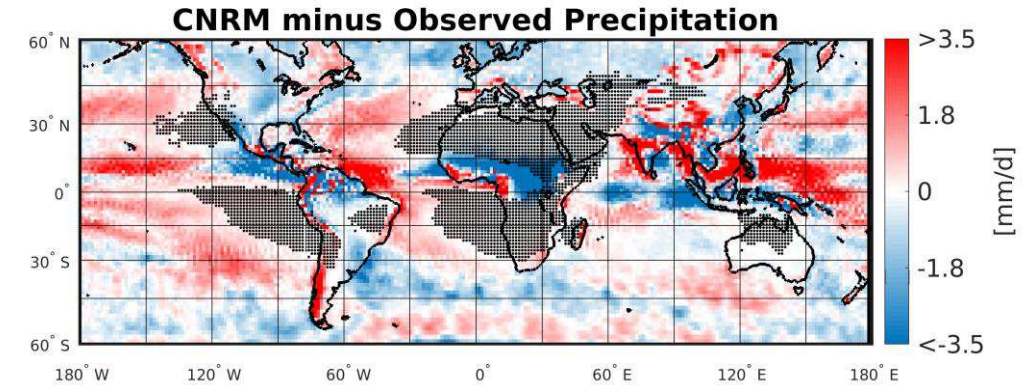 CNRM minus Observed Precipitation
60° N
30° N
0°
30° S
60° S
180° W
120° W
60° W
0°
60° E
120° E
180° E
>3.5
1.8
0
-1.8
<-3.5
[mm/d]